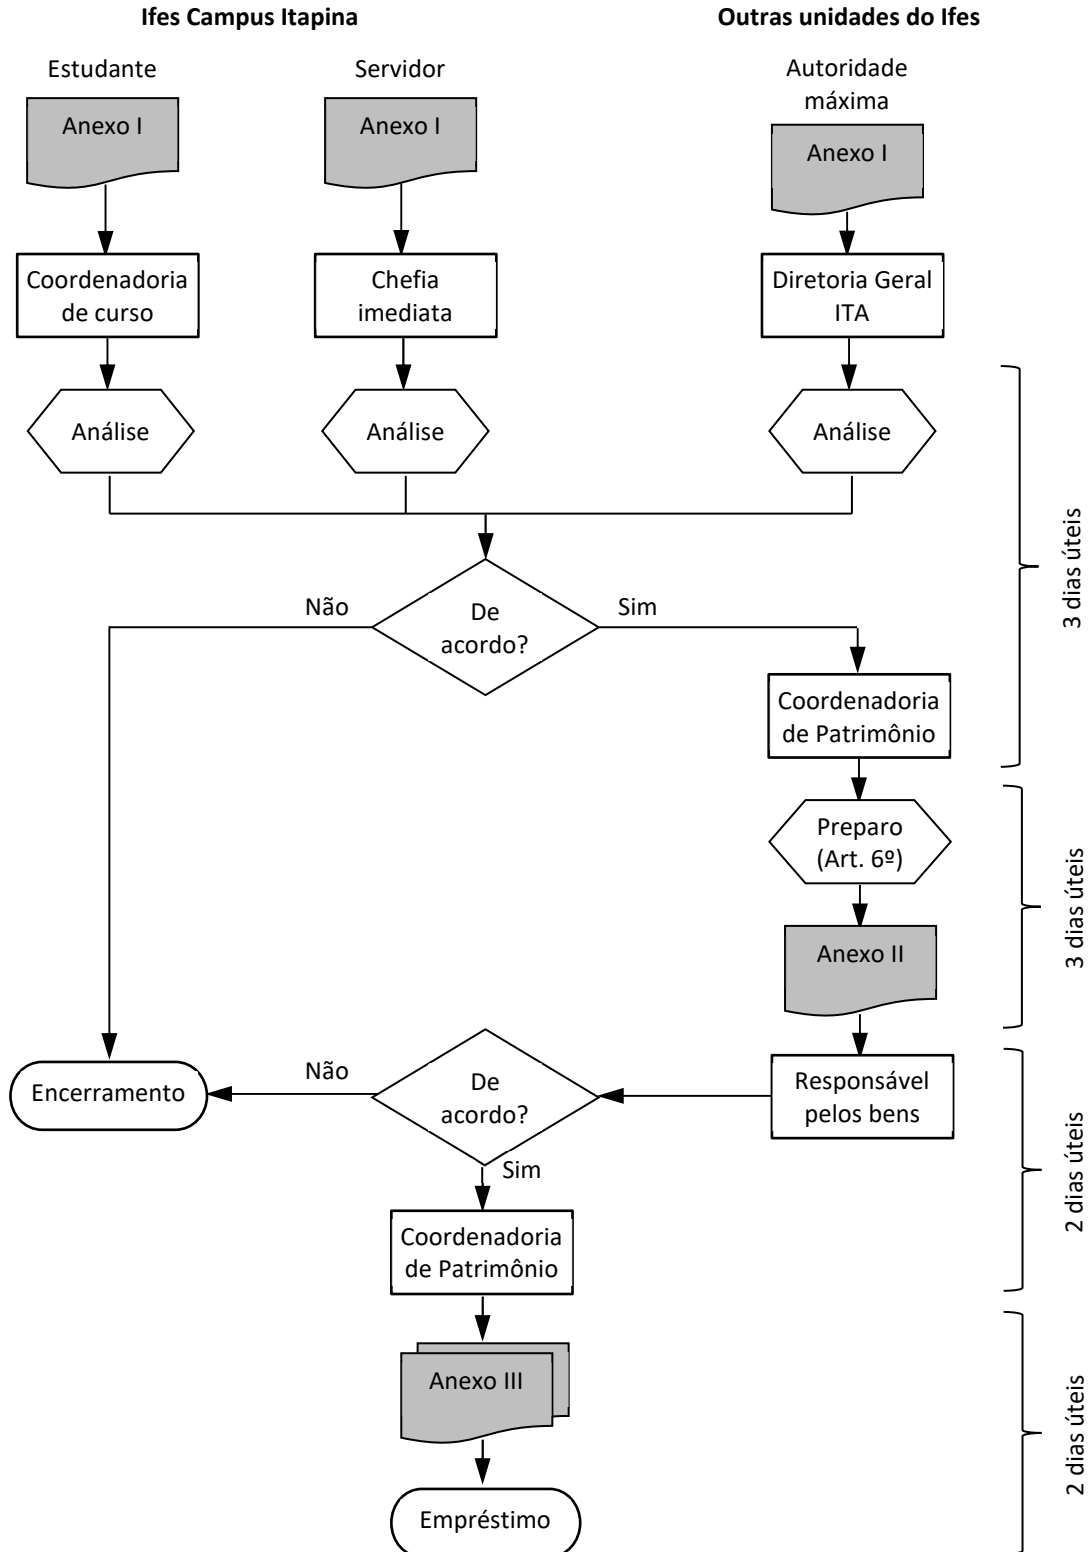 Ifes Campus Itapina
Outras unidades do Ifes
Estudante
Servidor
Autoridade
máxima
Anexo I
Anexo I
Anexo I
Coordenadoria
de curso
Chefia
imediata
Diretoria Geral
ITA
Análise
Análise
Análise
3 dias úteis
De
acordo?
Não
Sim
Coordenadoria
de Patrimônio
Preparo
(Art. 6º)
3 dias úteis
Anexo II
Responsável
pelos bens
De
acordo?
Não
Encerramento
Sim
2 dias úteis
Coordenadoria
de Patrimônio
Anexo III
2 dias úteis
Empréstimo